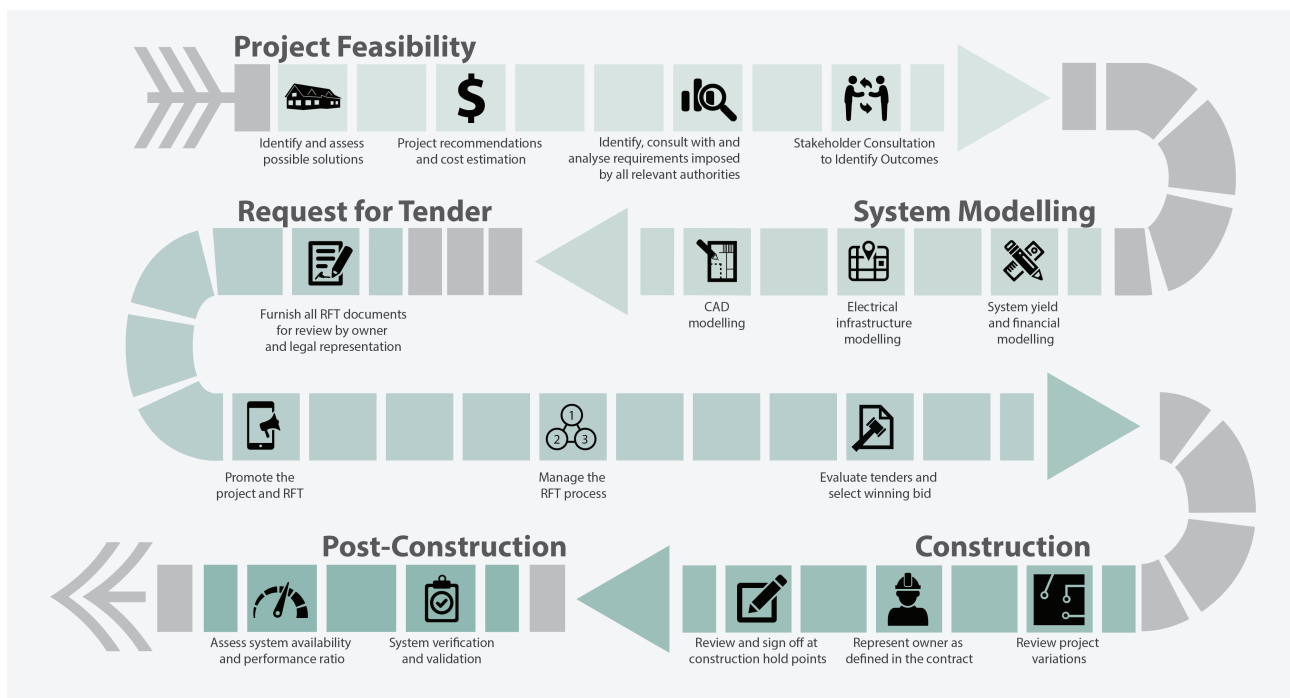 Project Feasibility
Identify and assess
possible solutions
Project recommendations
and cost estimation
Identify, consult with and
analyse requirements imposed
by all relevant authorities
Stakeholder Consultation
to Identify Outcomes
System Modelling
System yield
and financial
modelling
Electrical
infrastructure
modelling
CAD
modelling
Request for Tender
Furnish all RFT documents
for review by owner
and legal representation
Promote the
project and RFT
1
2
3
Manage the
RFT process
Evaluate tenders and
select winning bid
Construction
Review project
variations
Represent owner as
defined in the contract
Review and sign off at
construction hold points
Post-Construction
System verification
and validation
Assess system availability
and performance ratio